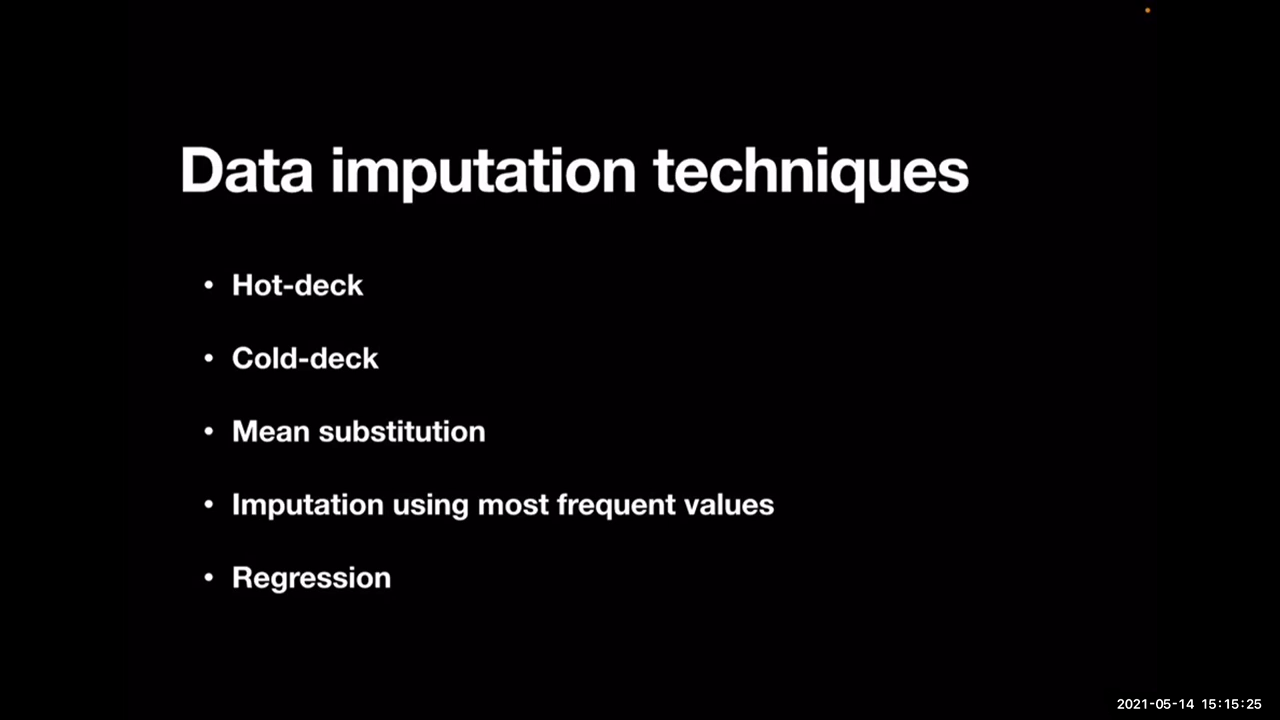 Data imputation techniques
• Hot-deck
• Cold-deck
• Mean substitution
• Imputation using most frequent values
• Regression
2021-05-14 15:15:25